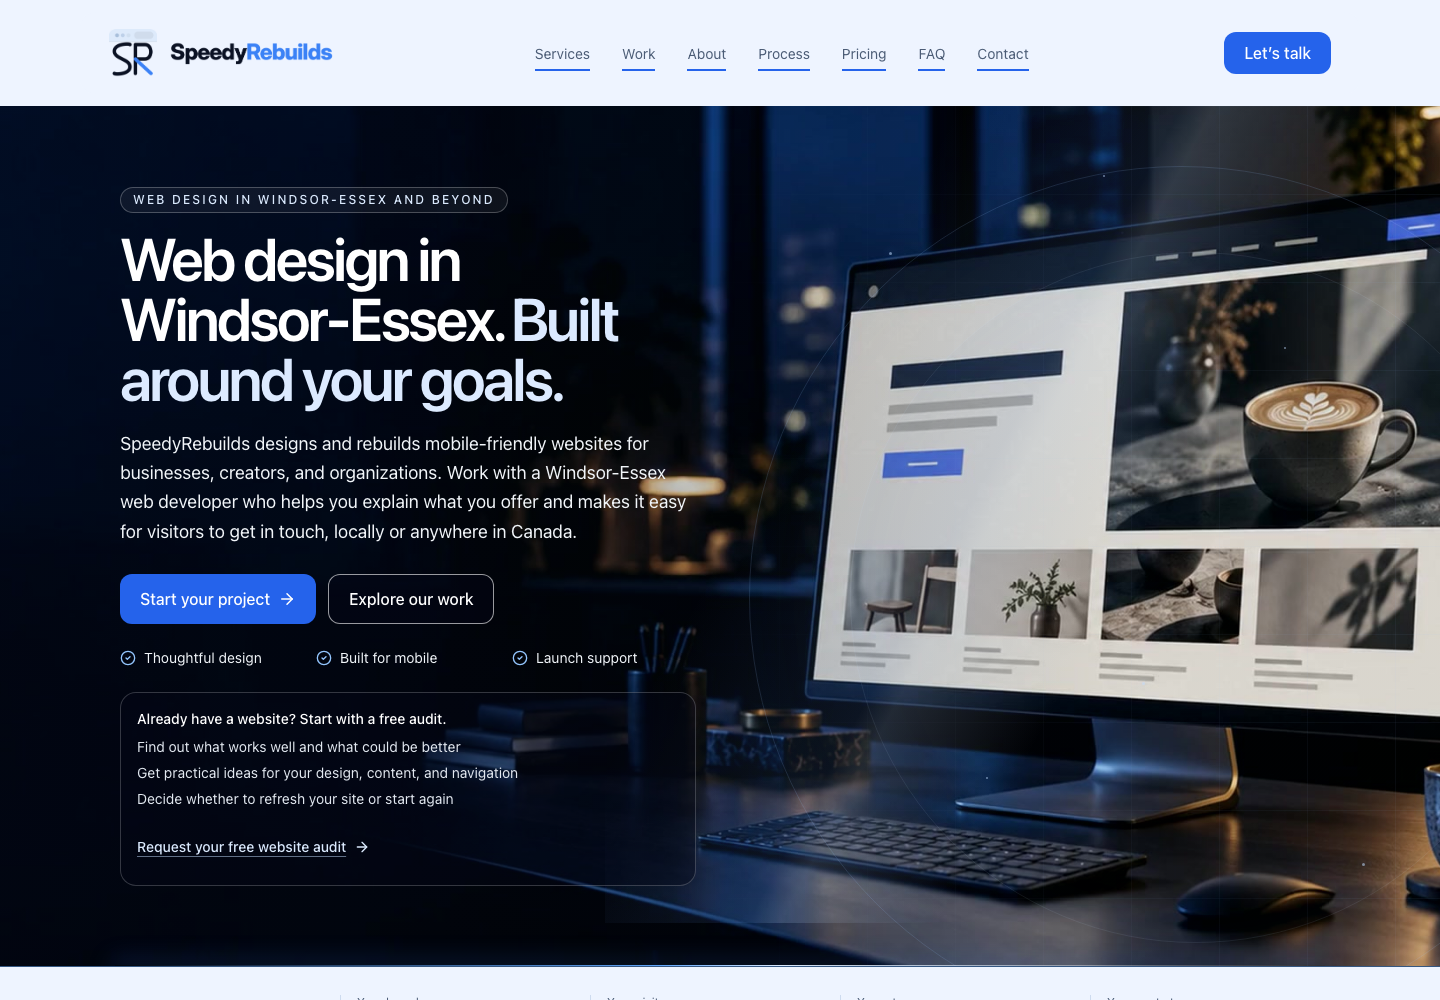 SR SpeedyRebuilds
Services Work About Process Pricing FAQ Contact
Let's talk
WEB DESIGN IN WINDSOR-ESSEX AND BEYOND
Web design in
Windsor-Essex. Built
around your goals.
SpeedyRebuilds designs and rebuilds mobile-friendly websites for
businesses, creators, and organizations. Work with a Windsor-Essex
web developer who helps you explain what you offer and makes it easy
for visitors to get in touch, locally or anywhere in Canada.
Start your project → Explore our work
Thoughtful design Built for mobile Launch support
Already have a website? Start with a free audit.
Find out what works well and what could be better
Get practical ideas for your design, content, and navigation
Decide whether to refresh your site or start again
Request your free website audit →